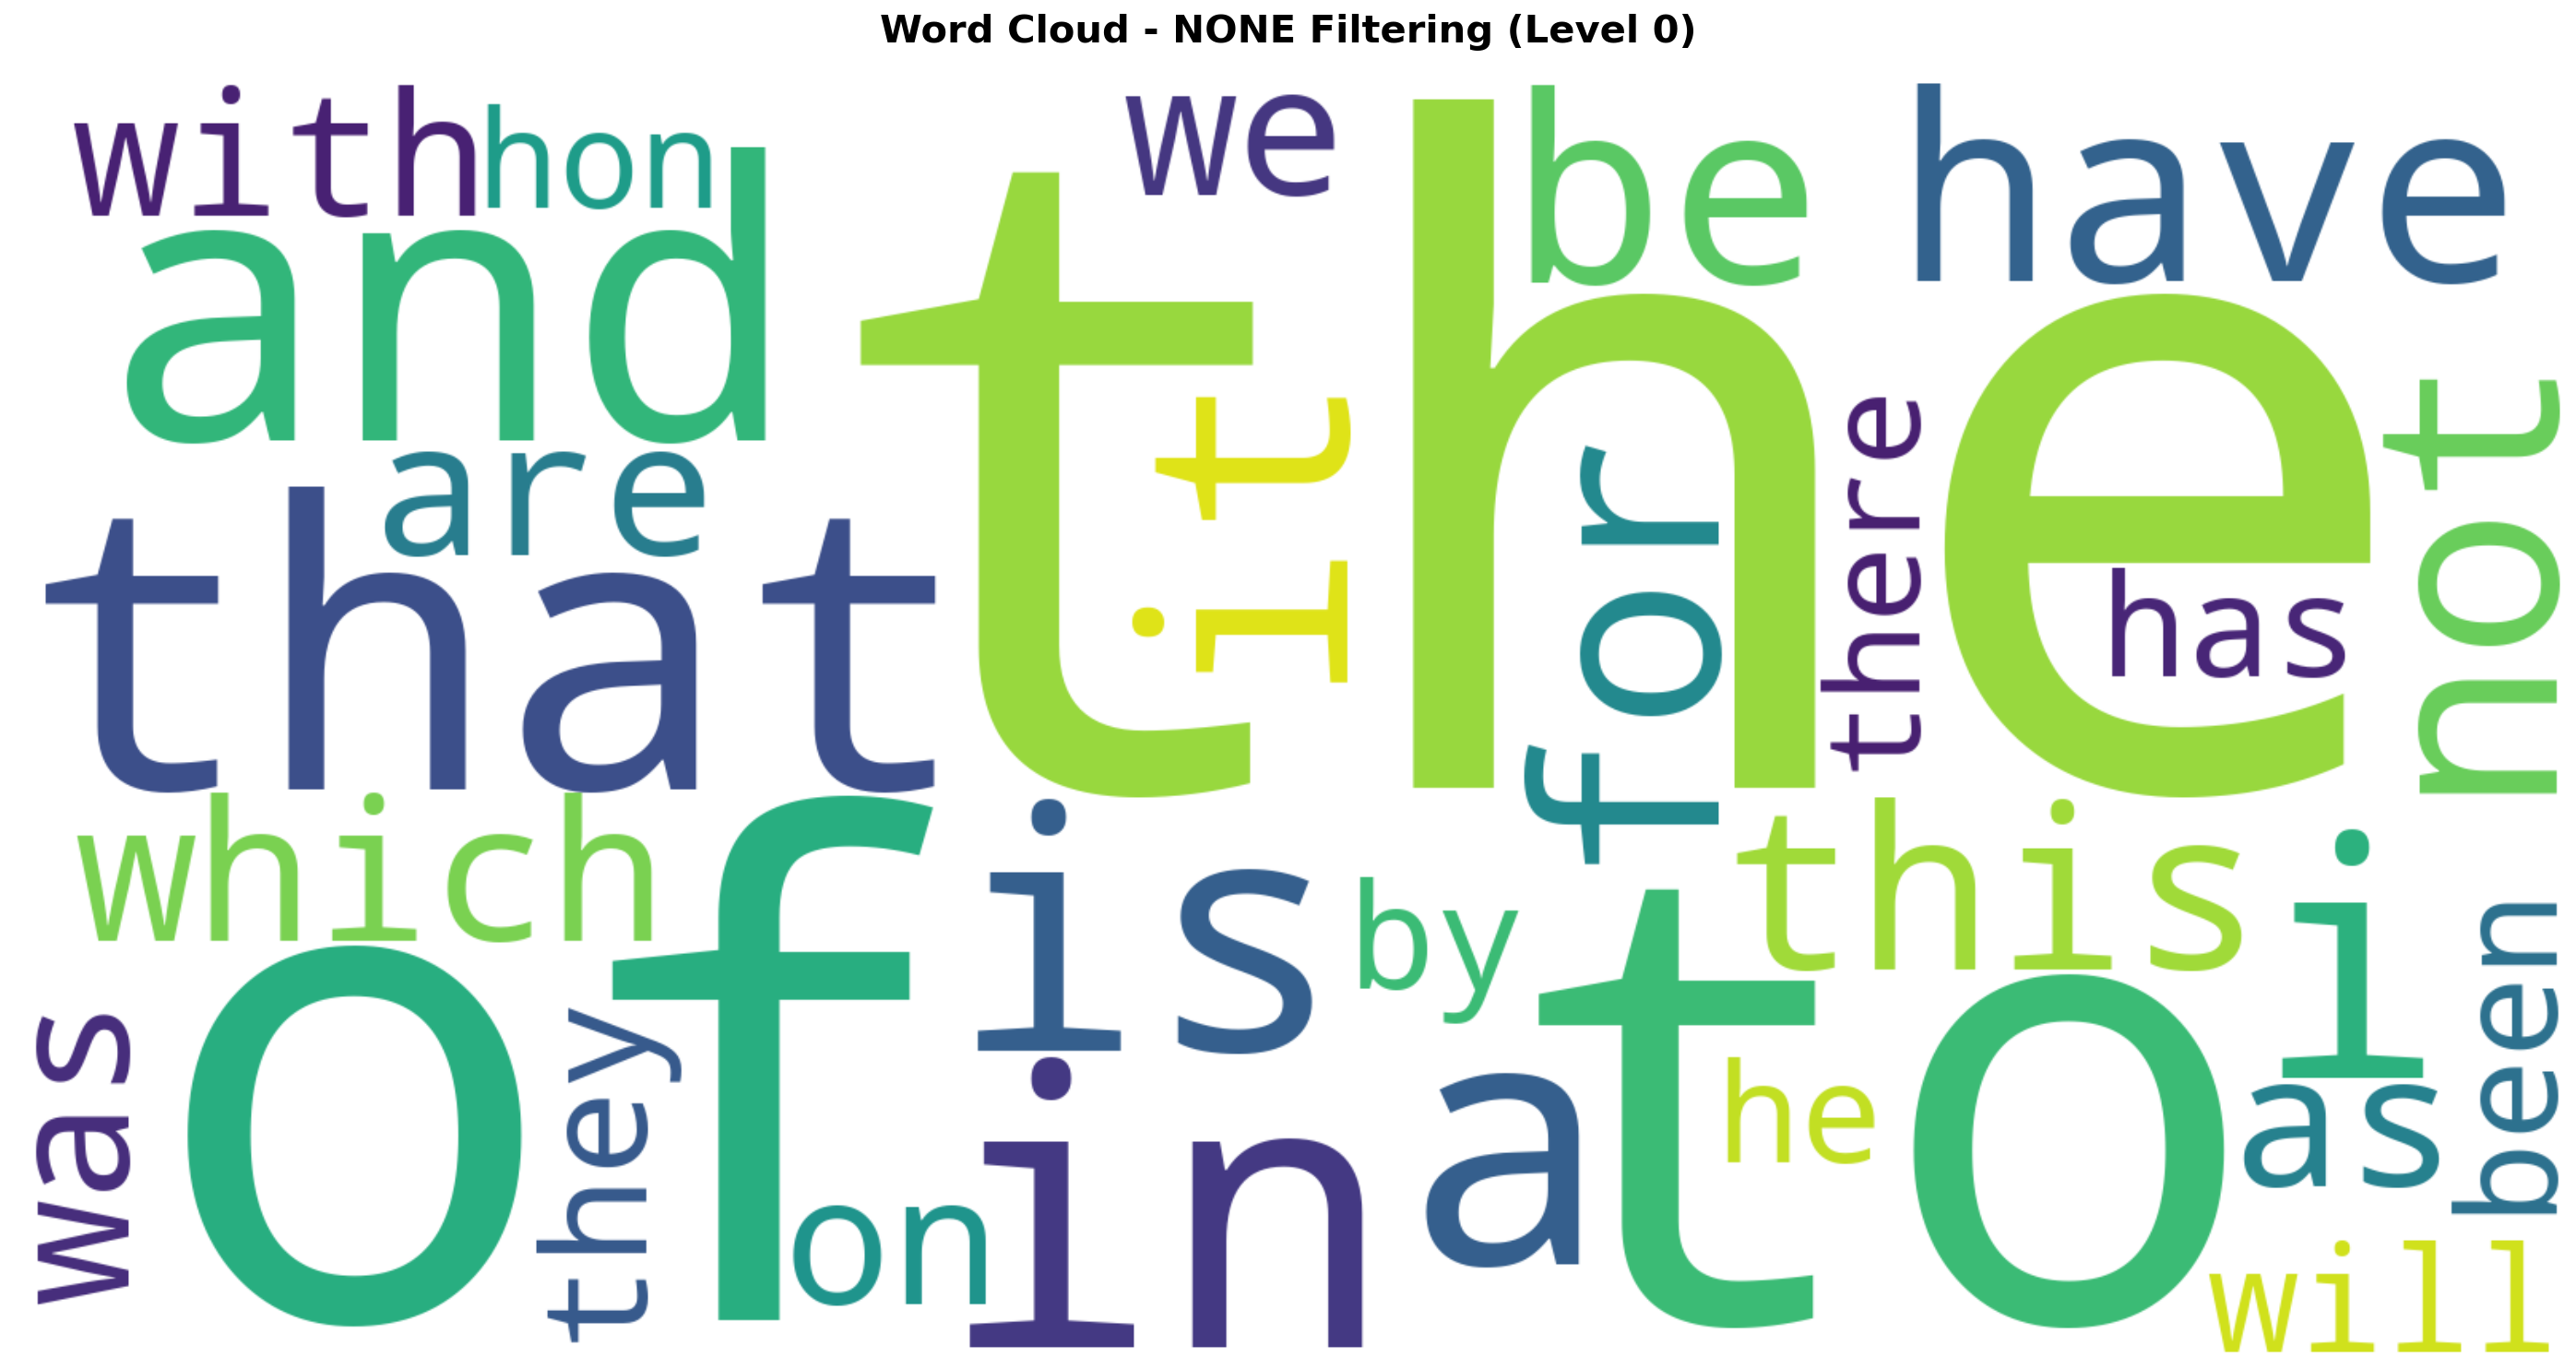 Word Cloud - NONE Filtering (Level 0)
with
hon
we
be
have
and
the
it
for
there
has
not
are
that
which
of
is
by
this
i
was
they
on
in
a
to
he
as
been
will